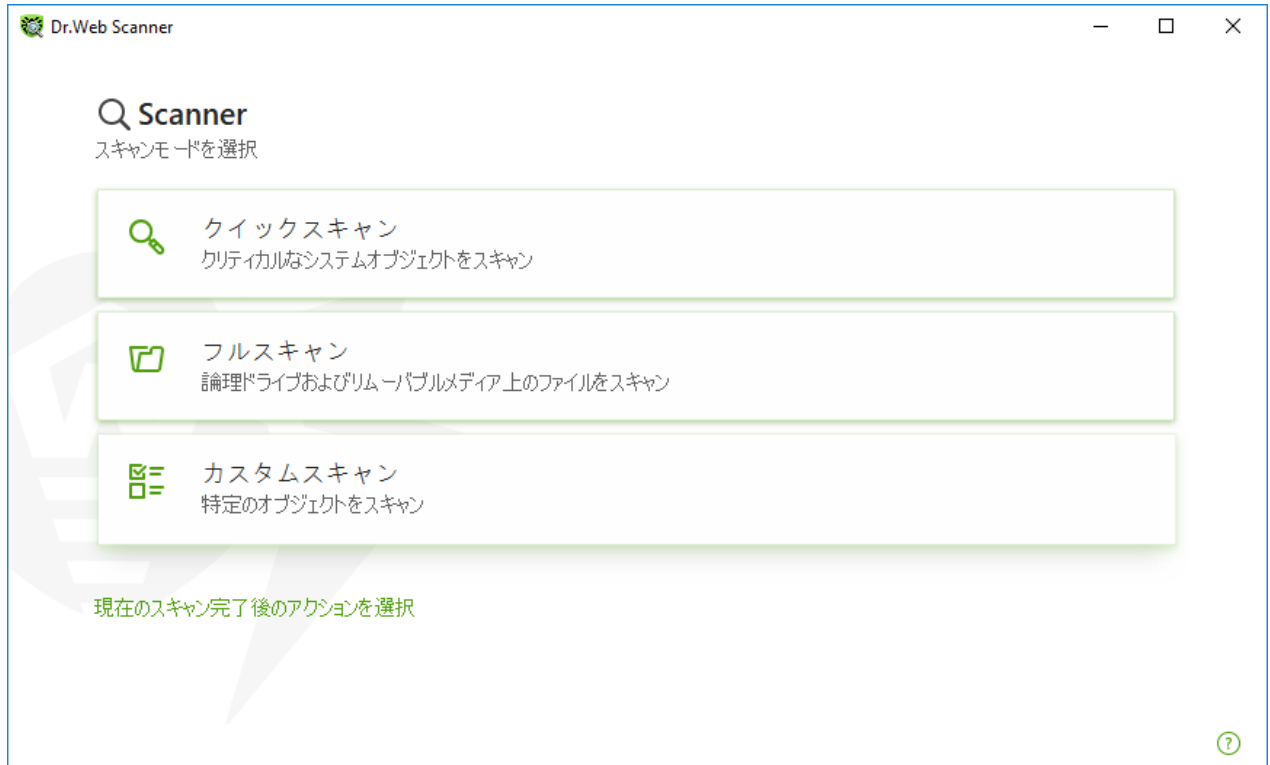 Dr.Web Scanner
Scanner
スキャンモードを選択
クイックスキャン
クリティカルなシステムオブジェクトをスキャン
フルスキャン
論理ドライブおよびリムーバブルメディア上のファイルをスキャン
カスタムスキャン
特定のオブジェクトをスキャン
現在のスキャン完了後のアクションを選択
?